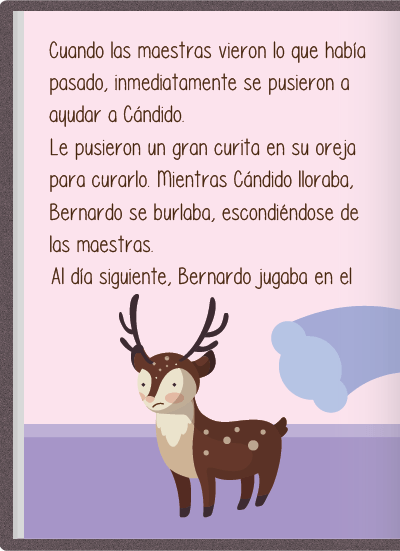 Cuando las maestras vieron lo que había
pasado, inmediatamente se pusieron a
ayudar a Cándido.
Le pusieron un gran curita en su oreja
para curarlo. Mientras Cándido lloraba,
Bernardo se burlaba, escondiéndose de
las maestras.
Al día siguiente, Bernardo jugaba en el